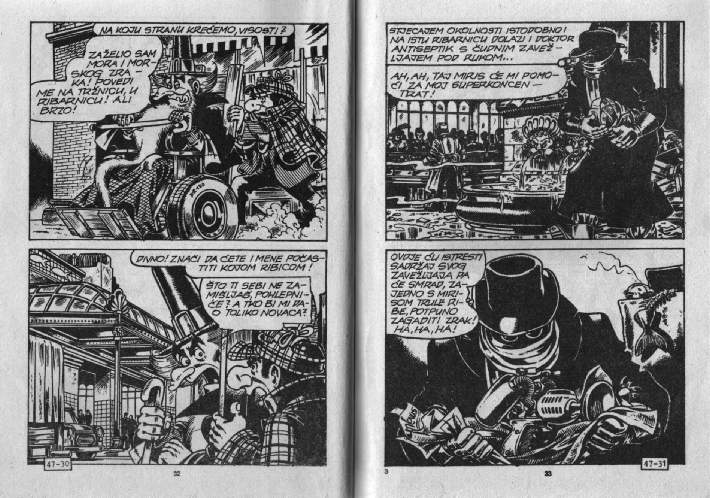 NA KOJU STRANU KREĆEMO, VISOSTI?
ZAŽELIO SAM
MORA I MOR-
SKOG ZRA-
KA! POVEDI
ME NA TRŽNICU, U
RIBARNICU! ALI
BRZO!
DIVNO! ZNAČI DA ĆETE I MENE POČAS-
TITI KOJOM RIBICOM!
ŠTO TI SEBI NE ZA-
MIŠLJAŠ, POHLEPNI-
ČE? A TKO BI MI DA-
O TOLIKO NOVACA?
47-30
32
STJECAJEM OKOLNOSTI ISTODOBNO I
NA ISTU RIBARNICU DOLAZI I DOKTOR
ANTISEPTIK S ČUDNIM ZAVEŽ-
LJAJEM POD RUKOM...
AH, AH, TAJ MIRIS ĆE MI POMO-
ĆI ZA MOJ SUPERKONCEN-
TRAT!
OVDJE ĆU ISTRESTI
SADRŽAJ SVOG
ZAVEŽLJAJA PA
ĆE SMRAD, ZA-
JEDNO S MIRI-
SOM TRULE RI-
BE, POTPUNO
ZAGADITI ZRAK!
HA, HA, HA!
47-31
3
33